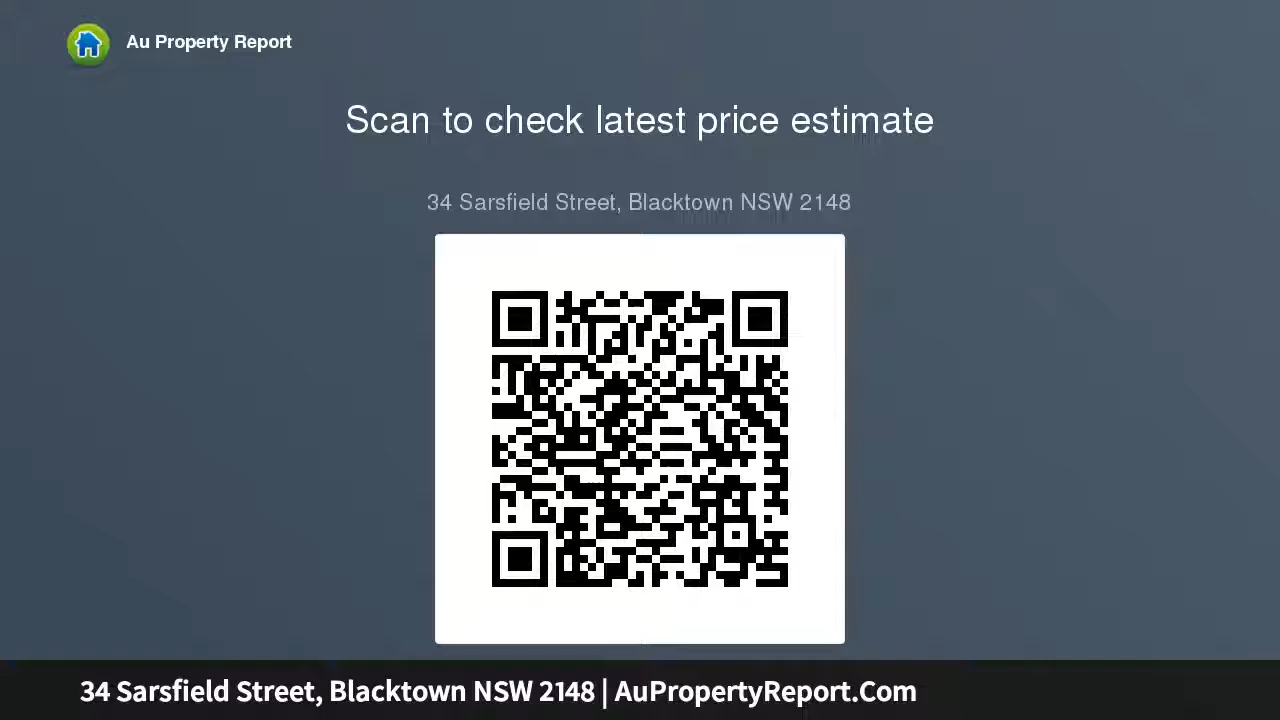 Au Property Report
Scan to check latest price estimate
34 Sarsfield Street, Blacktown NSW 2148
34 Sarsfield Street, Blacktown NSW 2148 | AuPropertyReport.Com